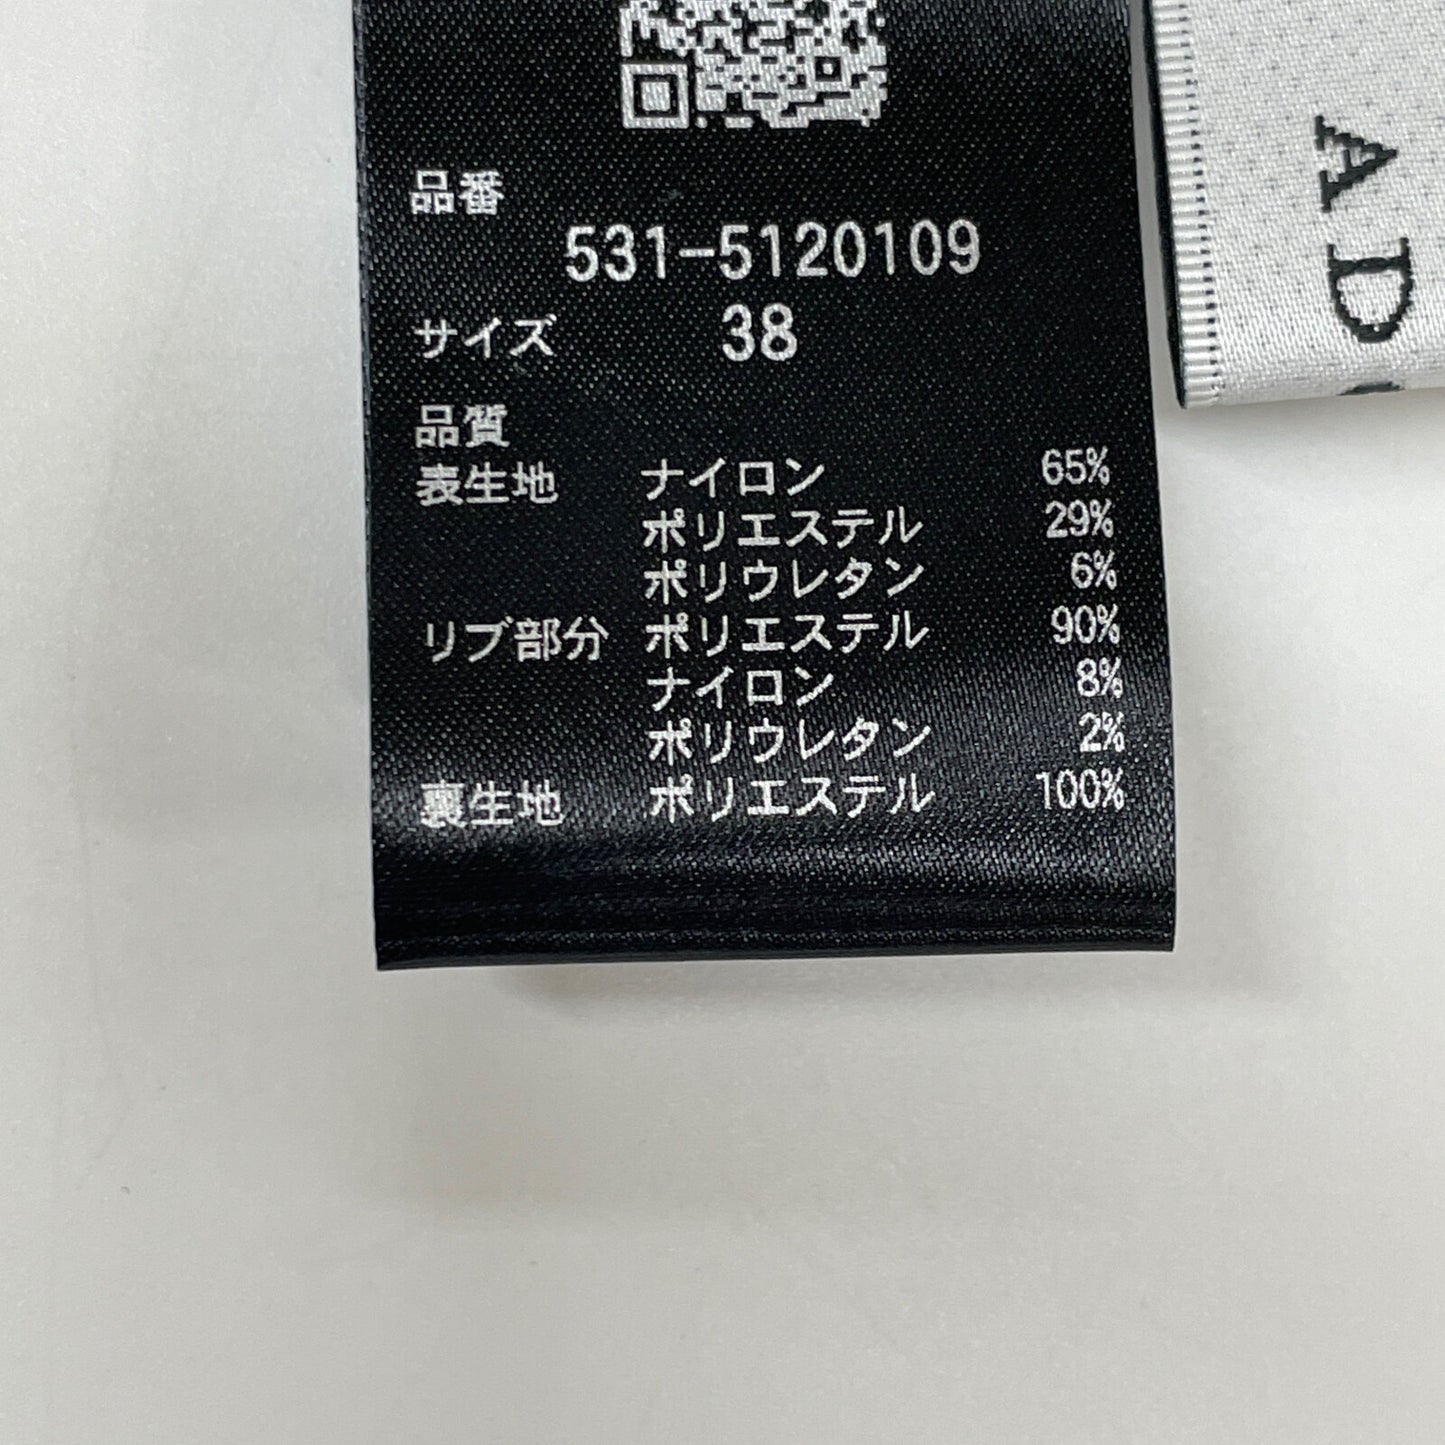 品番
531-5120109
サイズ 38
品質
表生地 ナイロン 65%
ポリエステル 29%
ポリウレタン 6%
リブ部分 ポリエステル 90%
ナイロン 8%
ポリウレタン 2%
裏生地 ポリエステル 100%
AD